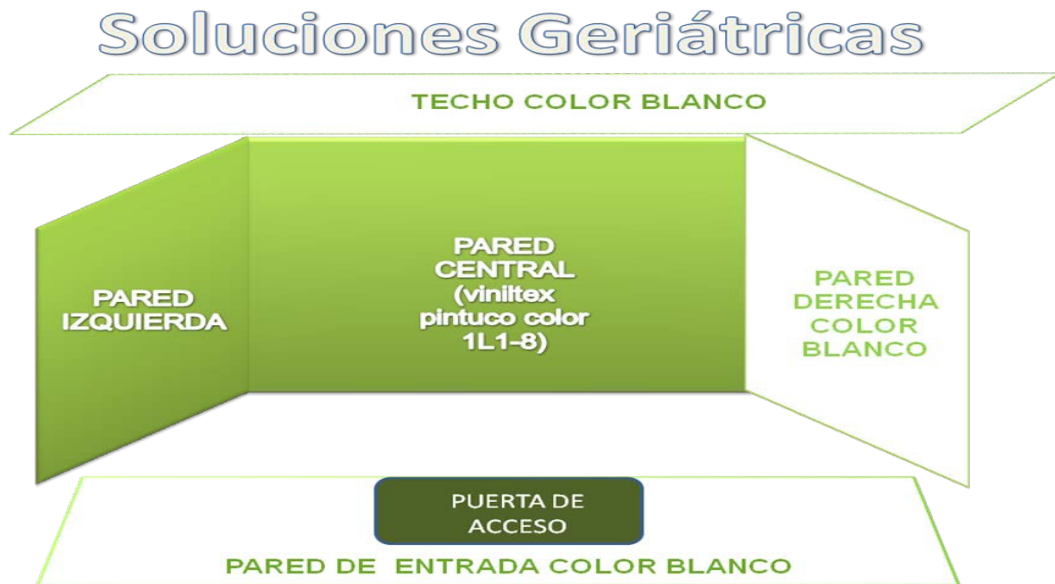 Soluciones Geriátricas
TECHO COLOR BLANCO
PARED
IZQUIERDA
PARED
CENTRAL
(viniltex
pintuco color
1L1-8)
PARED
DERECHA
COLOR
BLANCO
PUERTA DE
ACCESO
PARED DE ENTRADA COLOR BLANCO